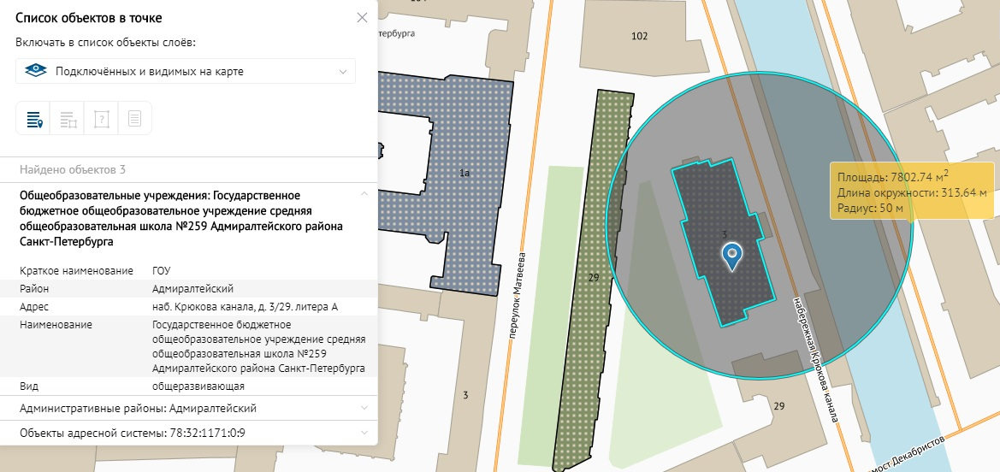 Список объектов в точке
Включать в список объекты слоёв:
Подключённых и видимых на карте
?
Найдено объектов 3
Общеобразовательные учреждения: Государственное
бюджетное общеобразовательное учреждение средняя
общеобразовательная школа №259 Адмиралтейского района
Санкт-Петербурга
Краткое наименование ГОУ
Район Адмиралтейский
Адрес наб. Крюкова канала, д. 3/29. литера А
Наименование Государственное бюджетное
общеобразовательное учреждение средняя
общеобразовательная школа №259
Адмиралтейского района Санкт-Петербурга
Вид общеразвивающая
Административные районы: Адмиралтейский
Объекты адресной системы: 78:32:1171:0:9
тербурга
102
1а
Площадь: 7802.74 м²
Длина окружности: 313.64 м
Радиус: 50 м
3
29
переулок Матвеева
набережная Крюкова канала
3
29
мост Декабристов